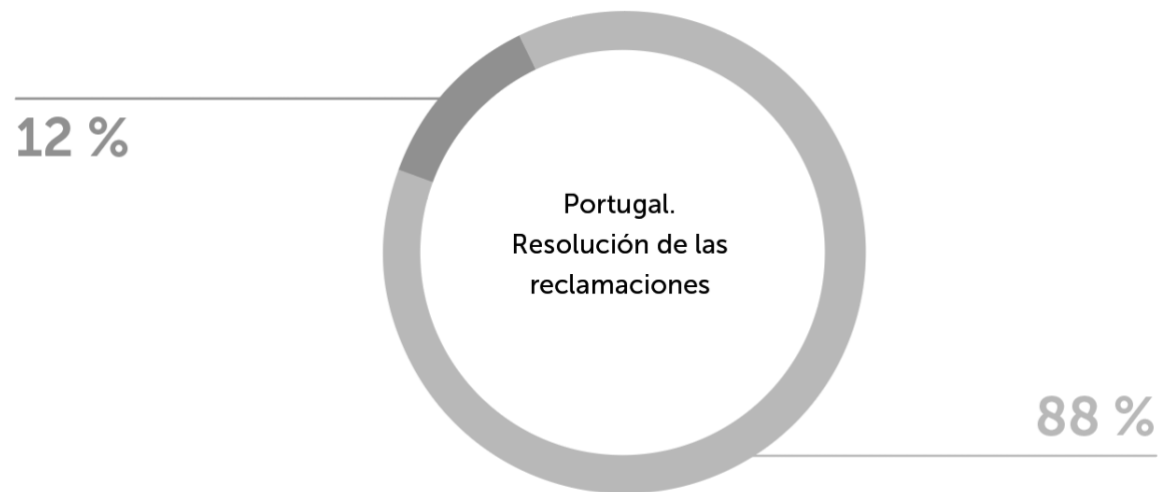 12 %
Portugal.
Resolución de las
reclamaciones
88 %